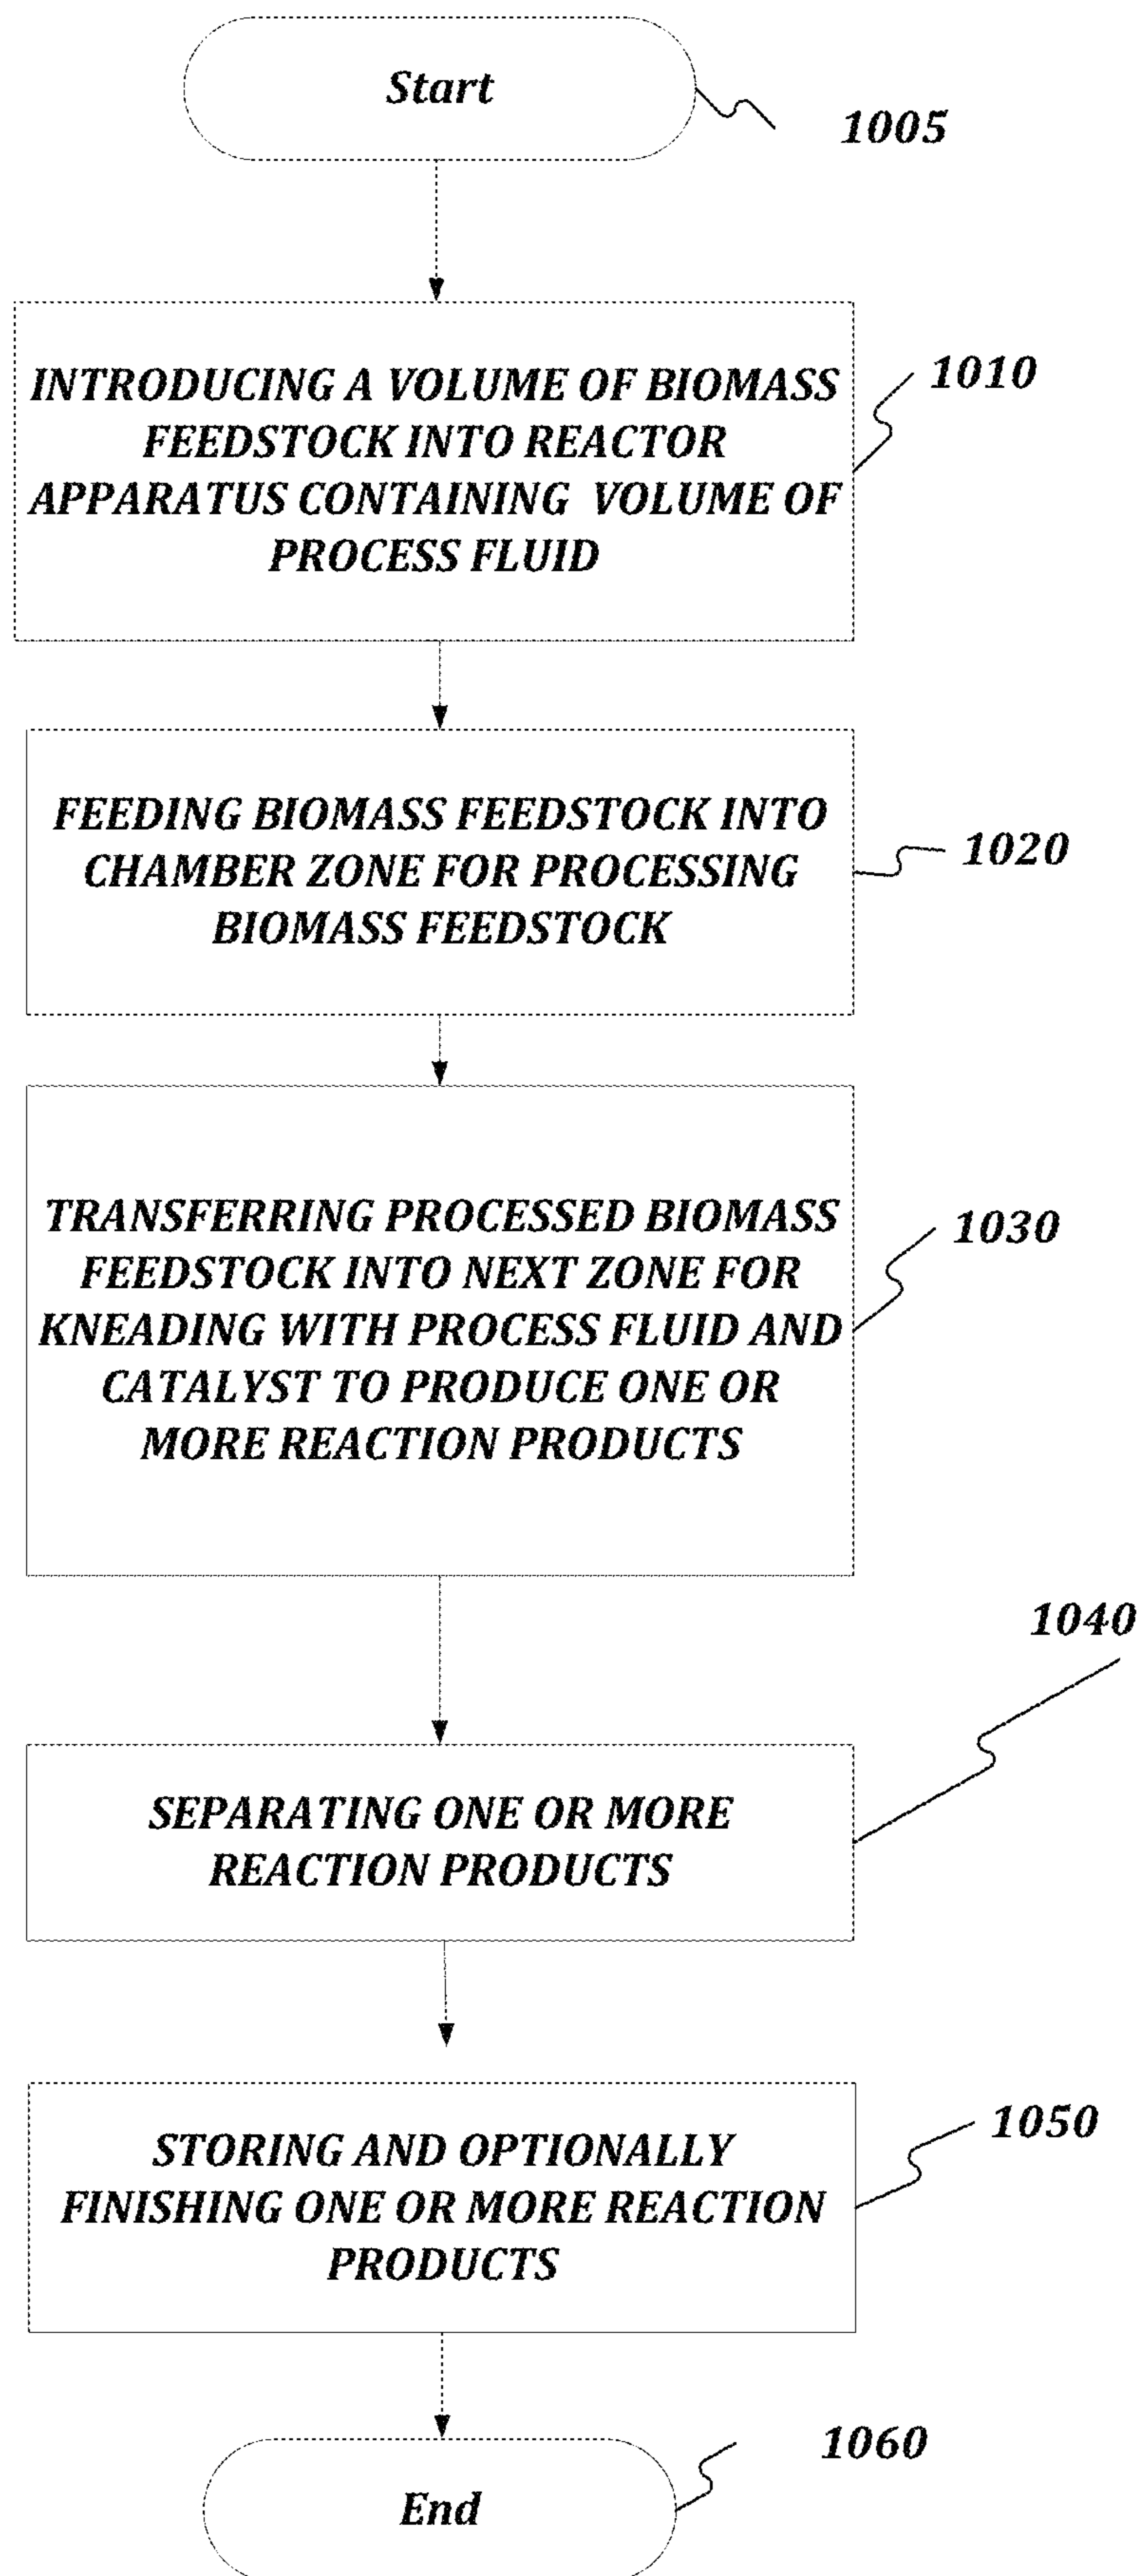 Start
1005
INTRODUCING A VOLUME OF BIOMASS
FEEDSTOCK INTO REACTOR
APPARATUS CONTAINING VOLUME OF
PROCESS FLUID
1010
FEEDING BIOMASS FEEDSTOCK INTO
CHAMBER ZONE FOR PROCESSING
BIOMASS FEEDSTOCK
1020
TRANSFERRING PROCESSED BIOMASS
FEEDSTOCK INTO NEXT ZONE FOR
KNEADING WITH PROCESS FLUID AND
CATALYST TO PRODUCE ONE OR
MORE REACTION PRODUCTS
1030
SEPARATING ONE OR MORE
REACTION PRODUCTS
1040
STORING AND OPTIONALLY
FINISHING ONE OR MORE REACTION
PRODUCTS
1050
End
1060